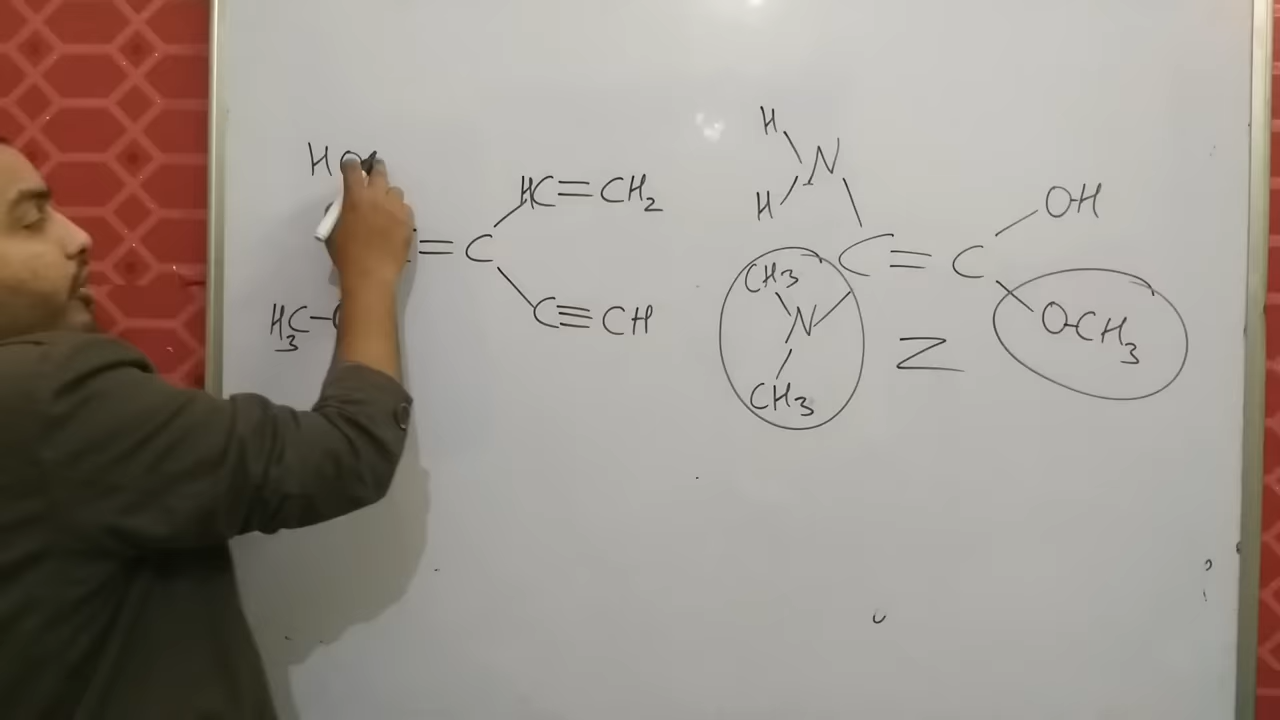 HO
HC=CH2
=C
H3C-
C≡CH
H
N
H
OH
C=C
CH3
N
CH3
O-CH3
Z